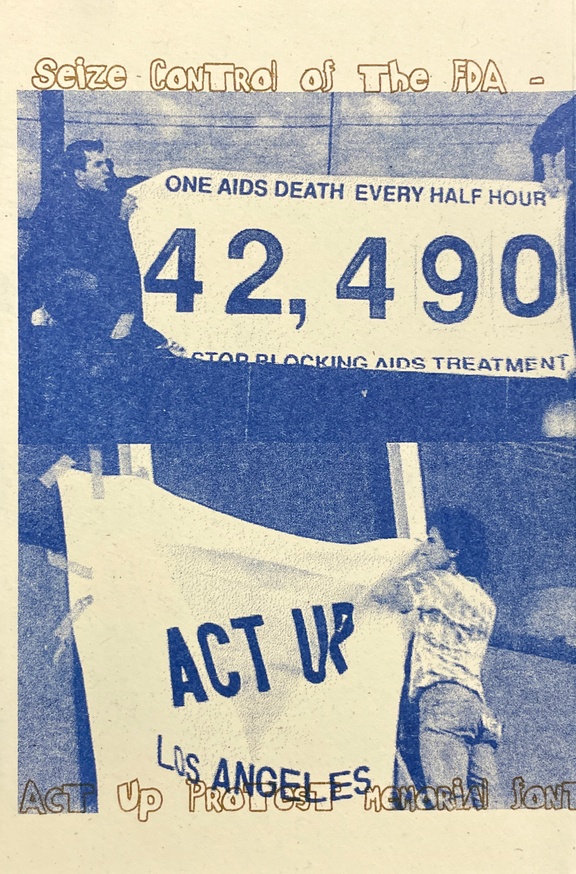 Seize Control of The FDA -
ONE AIDS DEATH EVERY HALF HOUR
42,490
STOP BLOCKING AIDS TREATMENT
ACT UP
LOS ANGELES
ACT Up PROTEST MEMORIAL fONT